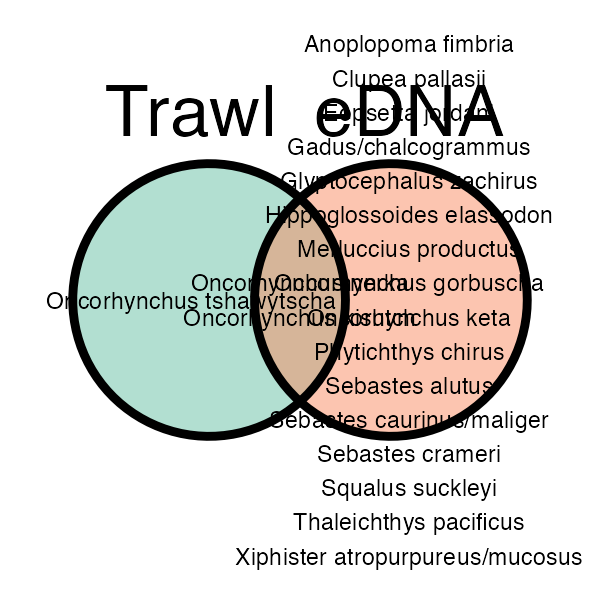 Anoplopoma fimbria
Clupea pallasii
Trawl
eDNA
Eopsetta jordani
Gadus/chalcogrammus
Glyptocephalus zachirus
Hippoglossoides elassodon
Merluccius productus
Oncorhynchus nerka
Oncorhynchus gorbuscha
Oncorhynchus tshawytscha
Oncorhynchus kisutch
Oncorhynchus keta
Phytichthys chirus
Sebastes alutus
Sebastes caurinus/maliger
Sebastes crameri
Squalus suckleyi
Thaleichthys pacificus
Xiphister atropurpureus/mucosus